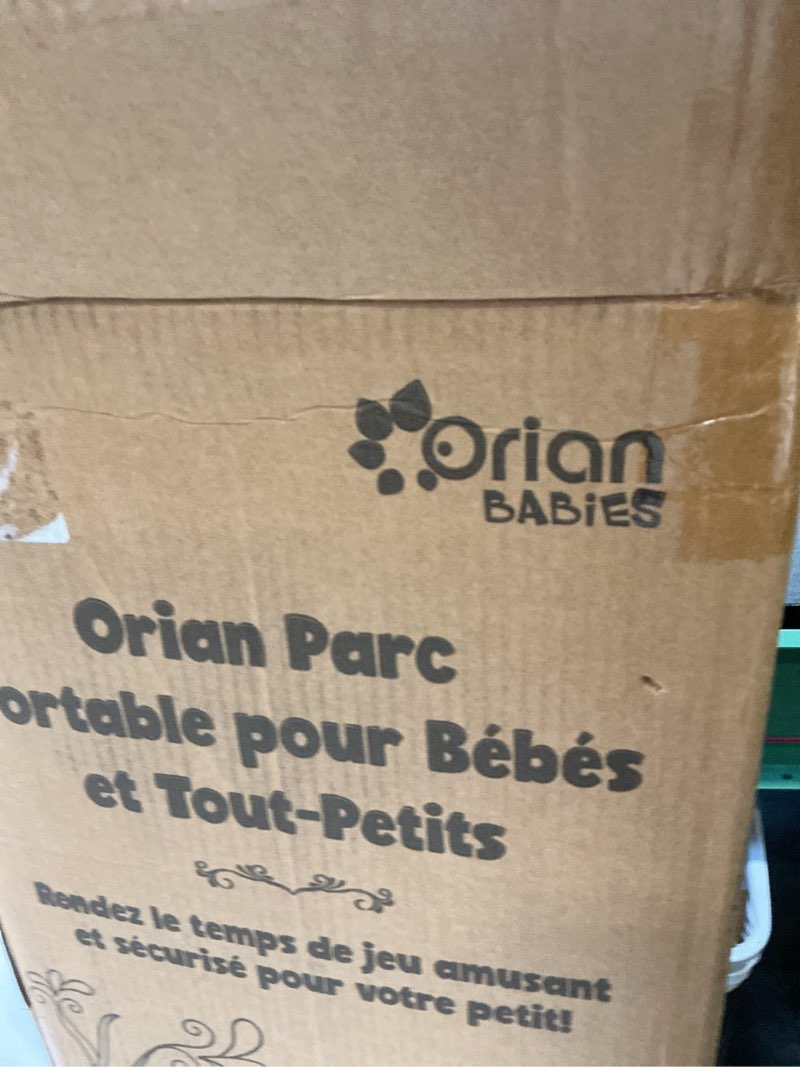 Orian
BABiES
Orian Parc
ortable pour Bébés
et Tout-Petits
Rendez le temps de jeu amusant
et sécurisé pour votre petit!